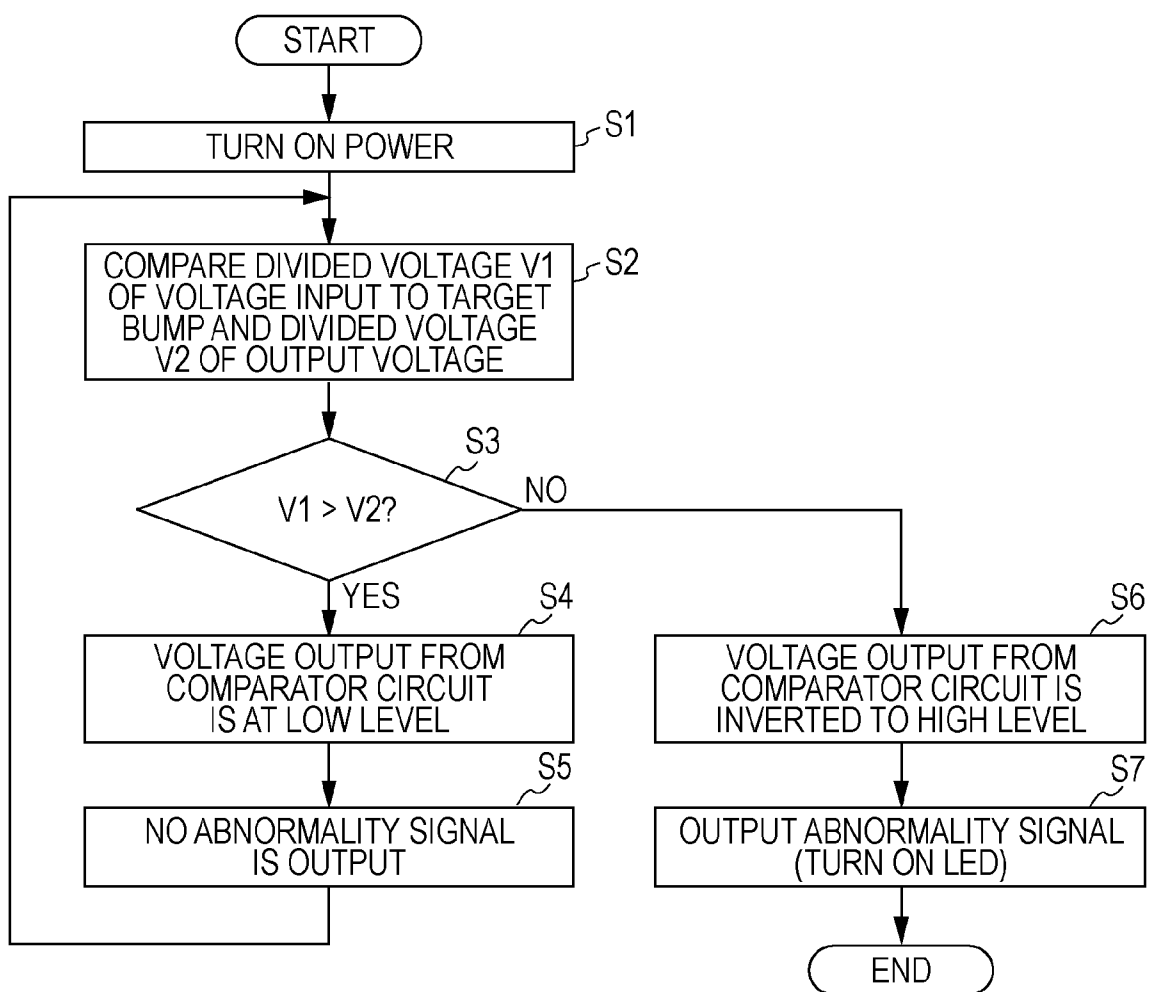 START
TURN ON POWER
S1
COMPARE DIVIDED VOLTAGE V1
OF VOLTAGE INPUT TO TARGET
BUMP AND DIVIDED VOLTAGE
V2 OF OUTPUT VOLTAGE
S2
V1 > V2?
S3
NO
YES
VOLTAGE OUTPUT FROM
COMPARATOR CIRCUIT
IS AT LOW LEVEL
S4
NO ABNORMALITY SIGNAL
IS OUTPUT
S5
VOLTAGE OUTPUT FROM
COMPARATOR CIRCUIT IS
INVERTED TO HIGH LEVEL
S6
OUTPUT ABNORMALITY SIGNAL
(TURN ON LED)
S7
END